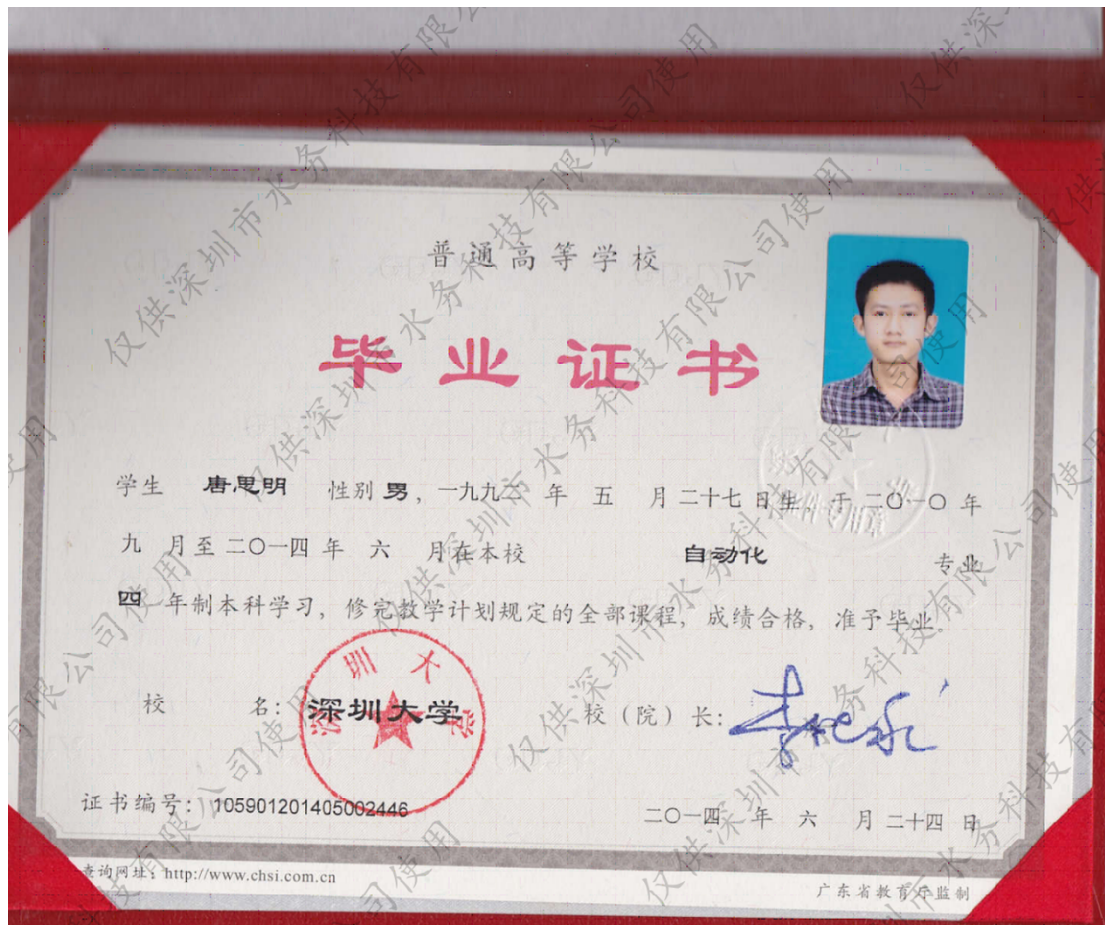 普通高等学校
毕业证书
学生 唐思明 性别 男，一九九二 年 五 月 二十七 日生，于 二〇一〇 年
九 月至 二〇一四 年 六 月在本校 自动化 专业
四 年制本科学习，修完教学计划规定的全部课程，成绩合格，准予毕业
校 名：深圳大学 校（院）长：
深圳大学
证书编号：105901201405002446
二〇一四 年 六 月 二十四 日
查询网址：http://www.chsi.com.cn
广东省教育厅监制
仅供深圳市水务科技有限公司使用